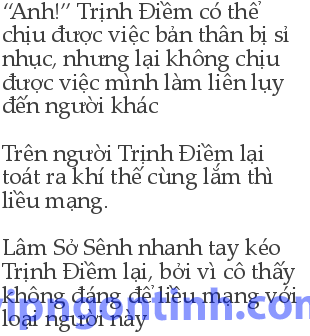 “Anh!” Trịnh Điềm có thể
chịu được việc bản thân bị sỉ
nhục, nhưng lại không chịu
được việc mình làm liên lụy
đến người khác
Trên người Trịnh Điềm lại
toát ra khí thế cùng lắm thì
liều mạng.
Lâm Sở Sênh nhanh tay kéo
Trịnh Điềm lại, bởi vì cô thấy
không đáng để liều mạng với
loại người này
vipngontinh.com